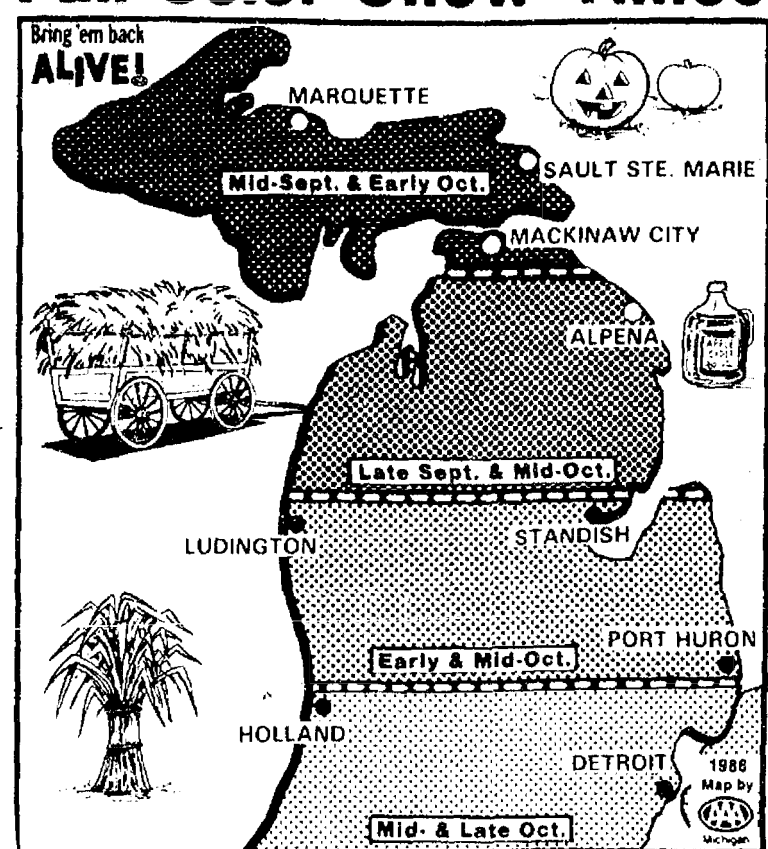 Bring 'em back
ALIVE!
MARQUETTE
SAULT STE. MARIE
Mid-Sept. & Early Oct.
MACKINAW CITY
ALPENA
Late Sept. & Mid-Oct.
LUDINGTON
STANDISH
PORT HURON
Early & Mid-Oct.
HOLLAND
DETROIT
1986
Map by
Michigan
Mid- & Late Oct.